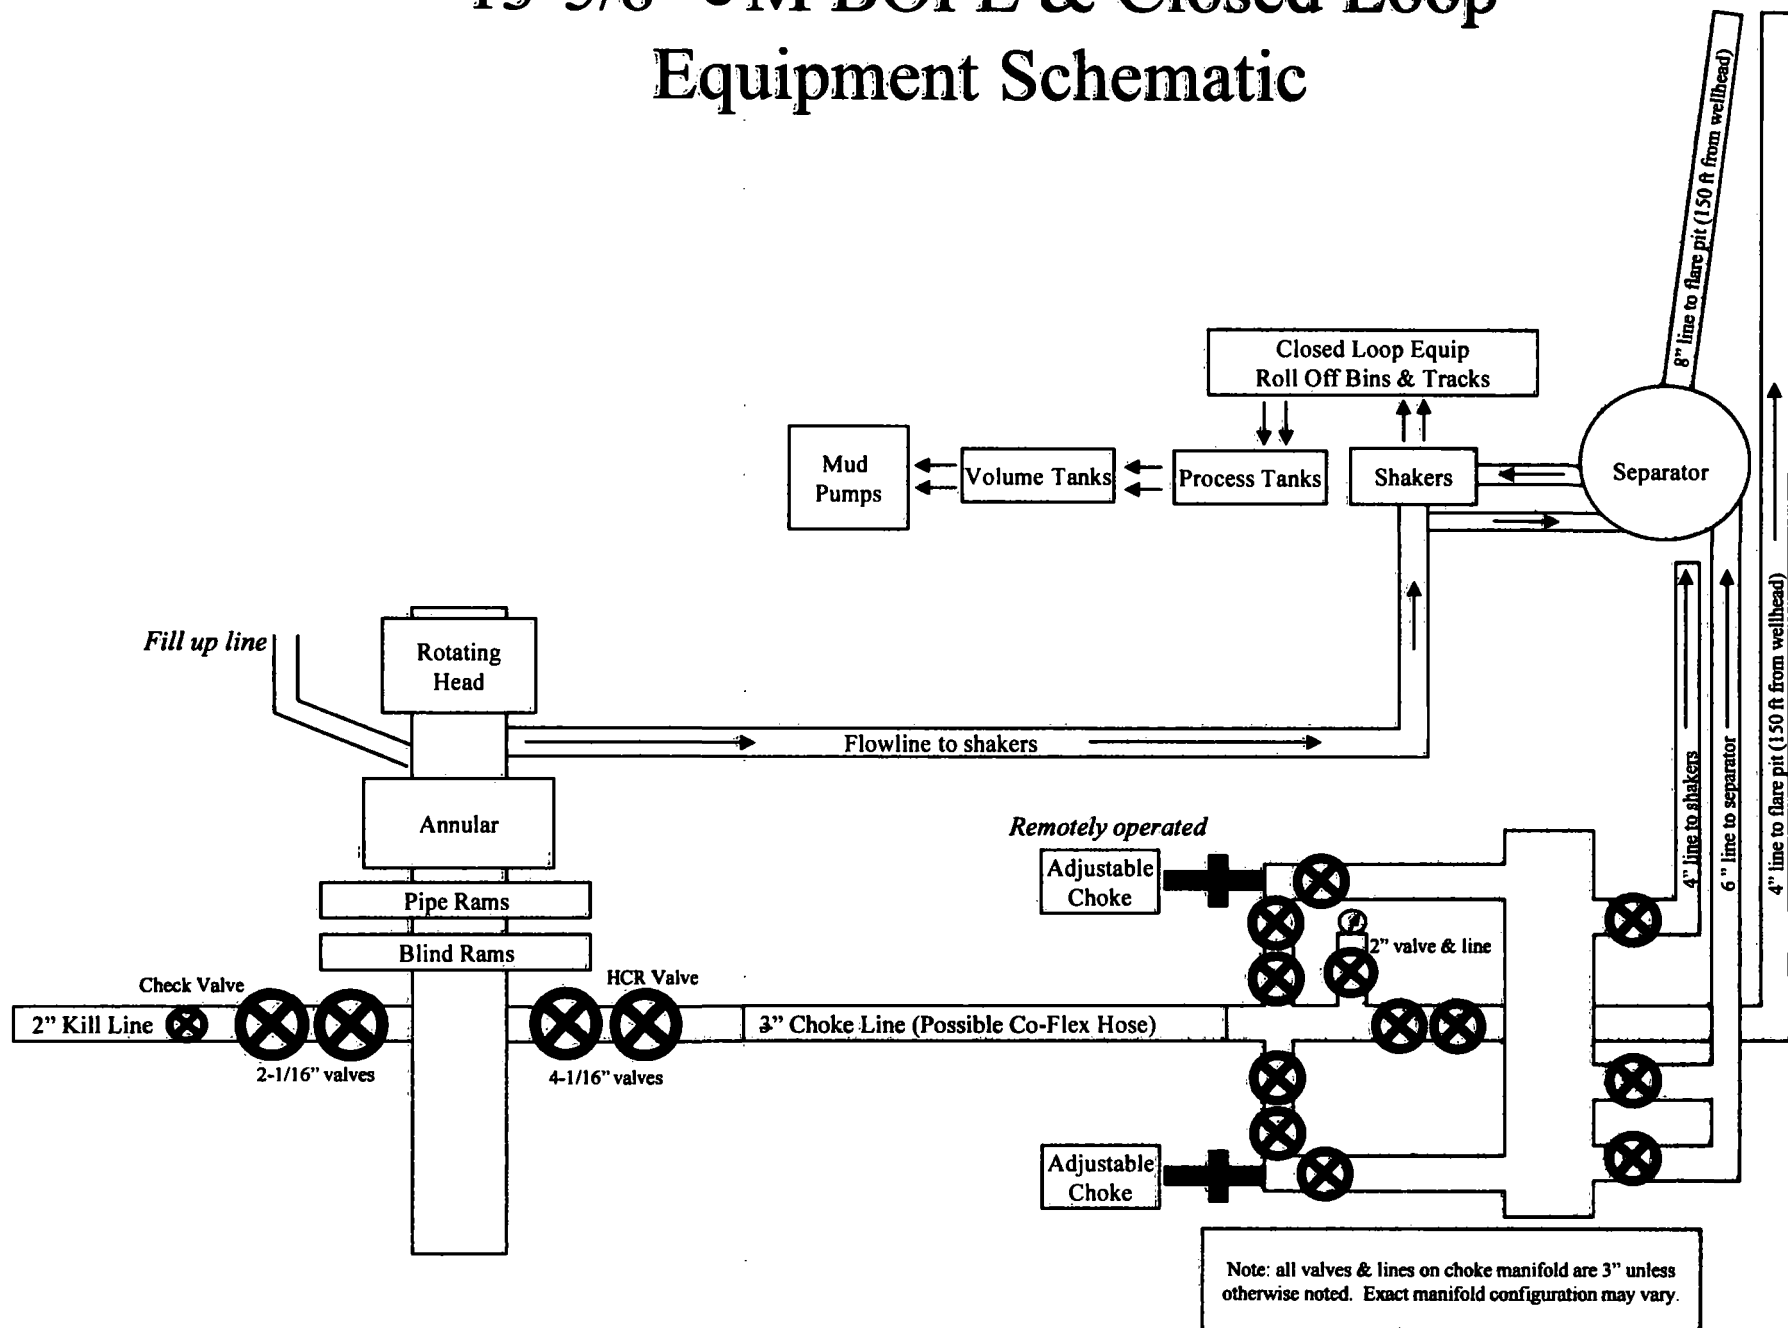 BOPE & Closed Loop
Equipment Schematic
8” line to flare pit (150 ft from wellhead)
Closed Loop Equip
Roll Off Bins & Tracks
Mud
Pumps
Volume Tanks
Process Tanks
Shakers
Separator
Fill up line
Rotating
Head
Flowline to shakers
Annular
Pipe Rams
Blind Rams
Remotely operated
Adjustable
Choke
2” valve & line
4” line to shakers
6” line to separator
4” line to flare pit (150 ft from wellhead)
Check Valve
HCR Valve
2” Kill Line
3” Choke Line (Possible Co-Flex Hose)
2-1/16” valves
4-1/16” valves
Adjustable
Choke
Note: all valves & lines on choke manifold are 3” unless
otherwise noted. Exact manifold configuration may vary.